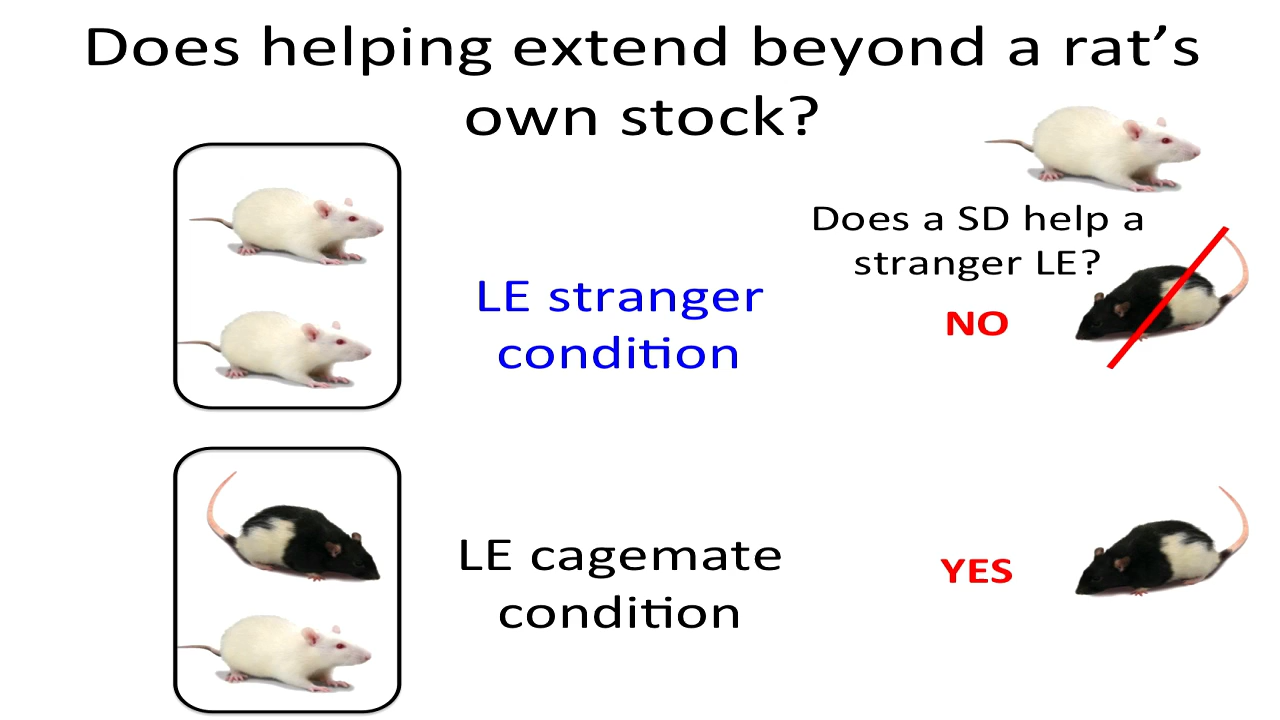 Does helping extend beyond a rat’s
own stock?
Does a SD help a
stranger LE?
LE stranger
condition
NO
LE cagemate
condition
YES